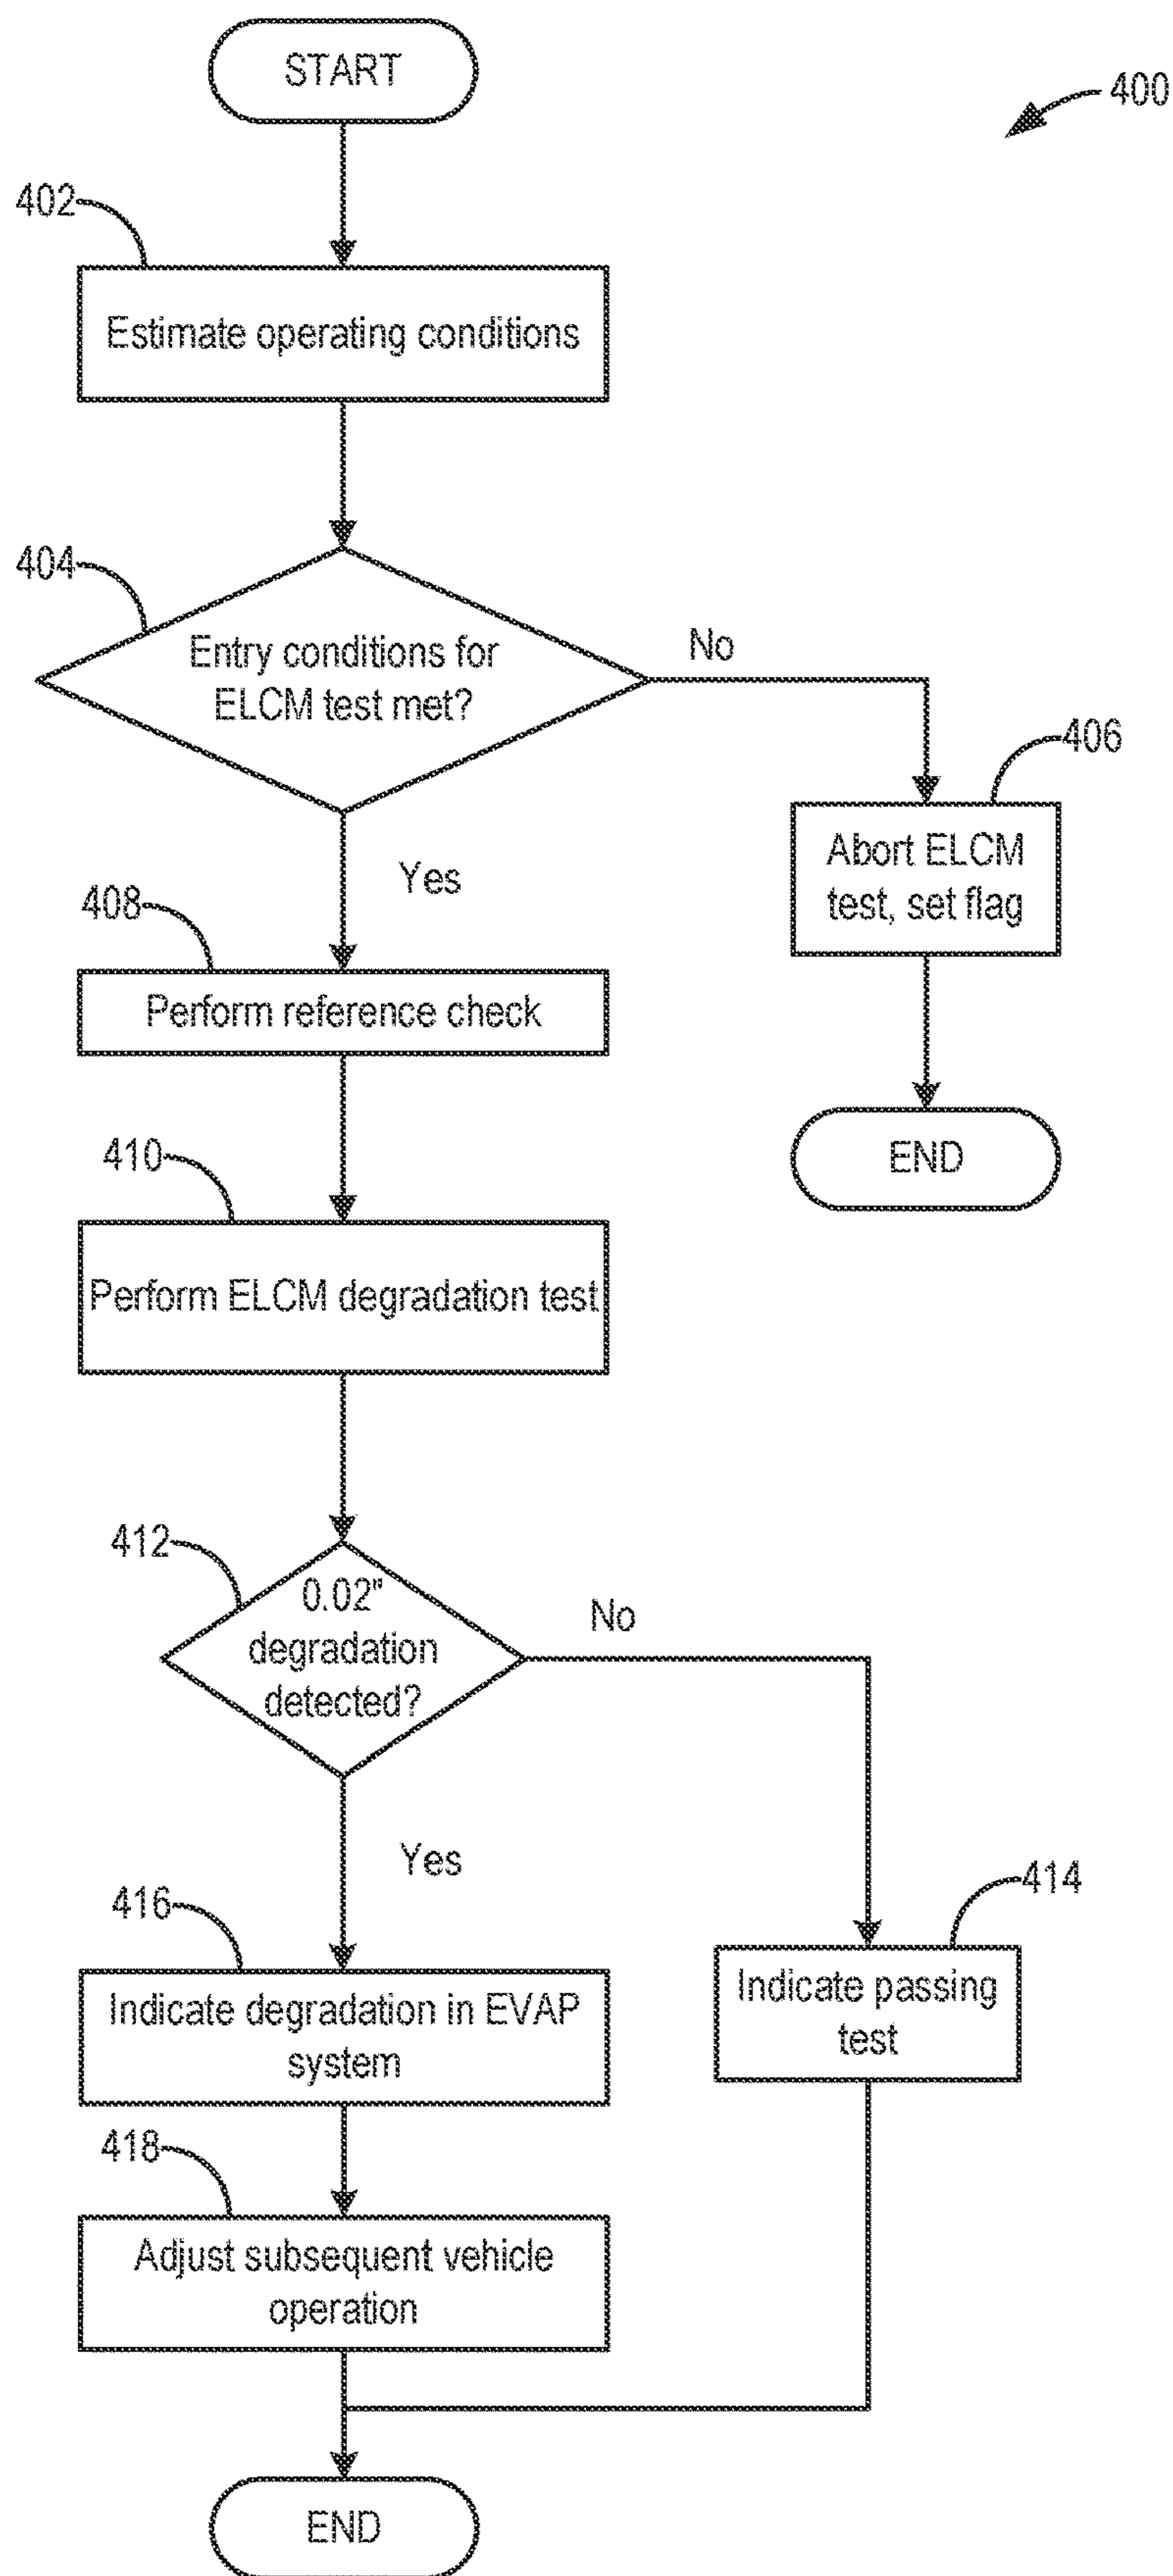 START
400
402
Estimate operating conditions
404
Entry conditions for
ELCM test met?
No
406
Abort ELCM
test, set flag
Yes
408
Perform reference check
END
410
Perform ELCM degradation test
412
0.02"
degradation
detected?
No
Yes
414
416
Indicate passing
test
Indicate degradation in EVAP
system
418
Adjust subsequent vehicle
operation
END